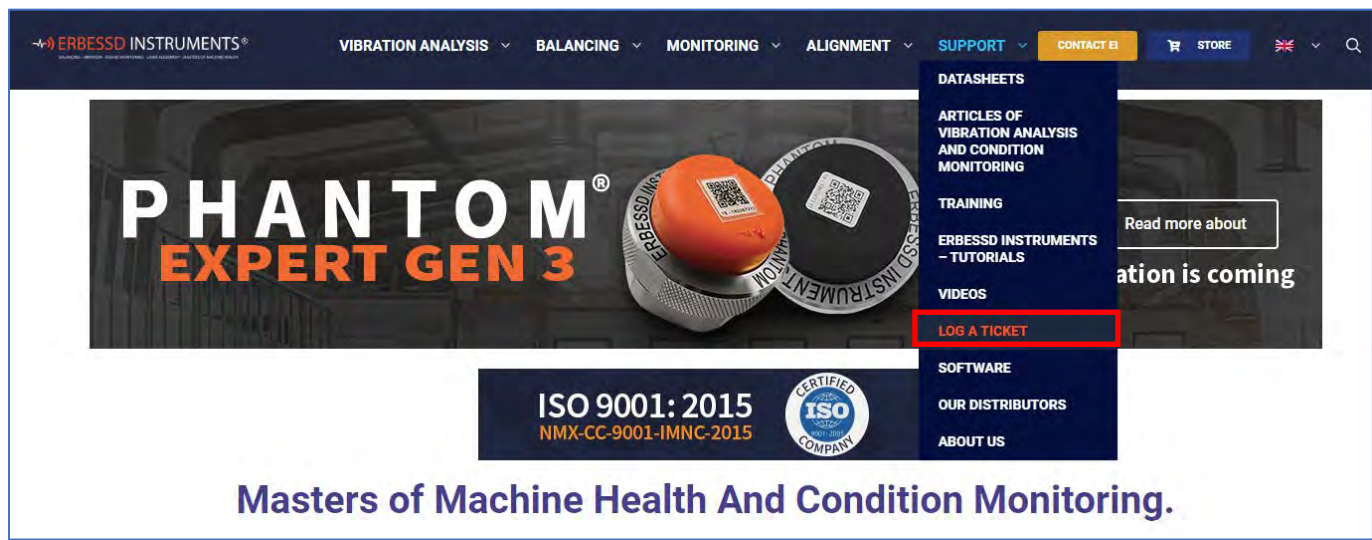 ERBESSD INSTRUMENTS®
VIBRATION ANALYSIS
BALANCING
MONITORING
ALIGNMENT
SUPPORT
CONTACT EI
STORE
DATASHEETS
ARTICLES OF
VIBRATION ANALYSIS
AND CONDITION
MONITORING
TRAINING
ERBESSD INSTRUMENTS
– TUTORIALS
VIDEOS
LOG A TICKET
SOFTWARE
OUR DISTRIBUTORS
ABOUT US
PHANTOM®
EXPERT GEN 3
PHANTOM
ERBESSD INSTRUMENTS
Read more about
ation is coming
ISO 9001: 2015
NMX-CC-9001-IMNC-2015
CERTIFIED
ISO
COMPANY
Masters of Machine Health And Condition Monitoring.